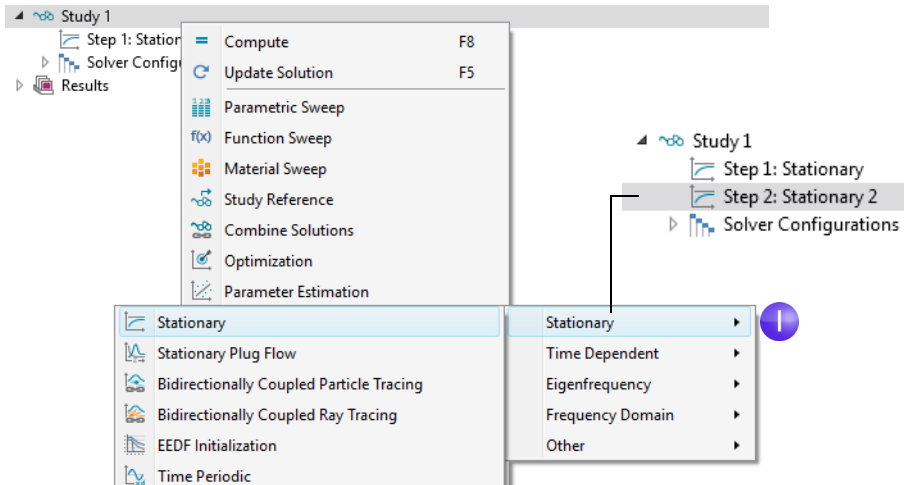 Study 1
Step 1: Station
Solver Config
Results
Compute F8
Update Solution F5
Parametric Sweep
f(x) Function Sweep
Material Sweep
Study Reference
Combine Solutions
Optimization
Parameter Estimation
Stationary
Stationary Plug Flow
Bidirectionally Coupled Particle Tracing
Bidirectionally Coupled Ray Tracing
EEDF Initialization
Time Periodic
Stationary
Time Dependent
Eigenfrequency
Frequency Domain
Other
Study 1
Step 1: Stationary
Step 2: Stationary 2
Solver Configurations
I